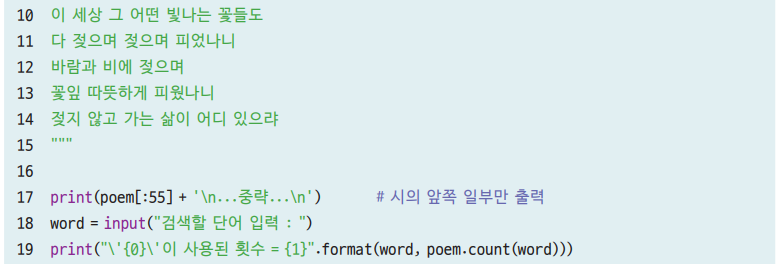 10 이 세상 그 어떤 빛나는 꽃들도
11 다 젖으며 젖으며 피었나니
12 바람과 비에 젖으며
13 꽃잎 따뜻하게 피웠나니
14 젖지 않고 가는 삶이 어디 있으랴
15 """
16
17 print(poem[:55] + '\n...중략...\n') # 시의 앞쪽 일부만 출력
18 word = input("검색할 단어 입력 : ")
19 print("\'{0}\'이 사용된 횟수 = {1}".format(word, poem.count(word)))